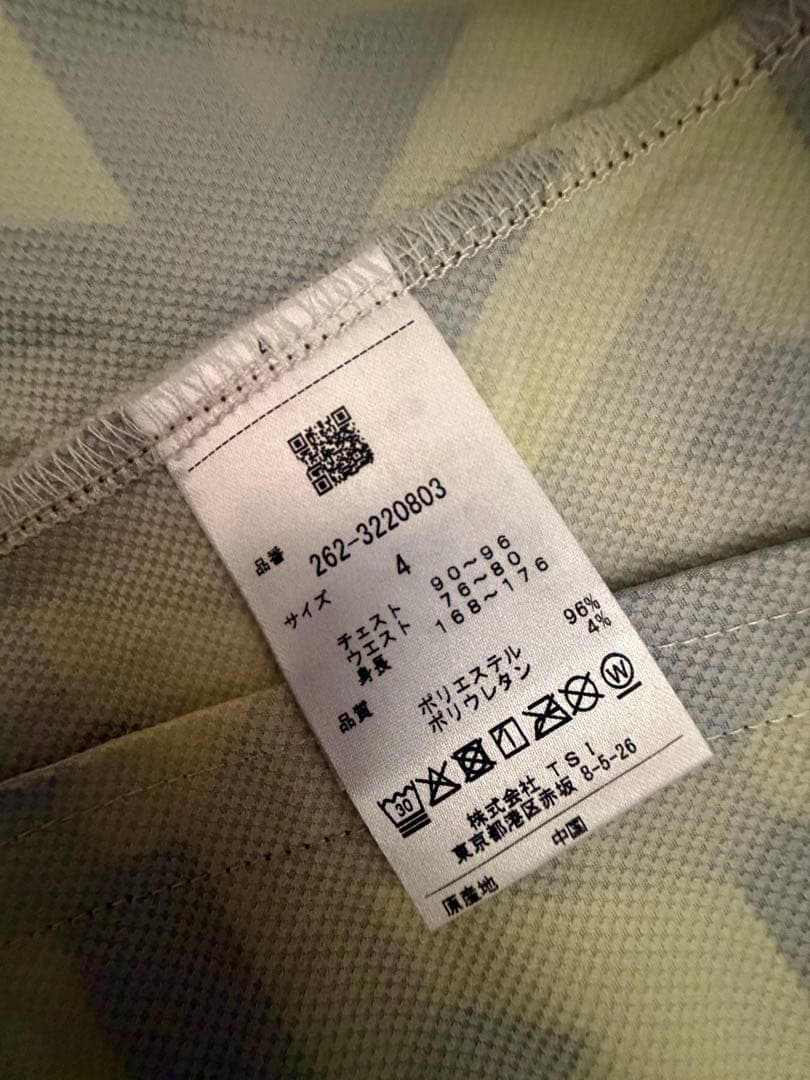 4
品番 262-3220803
サイズ 4
チェスト 90～96
ウエスト 76～80
身長 168～176
品質 ポリエステル 96%
ポリウレタン 4%
30 W
株式会社 TSI
東京都港区赤坂 8-5-26
原産地 中国